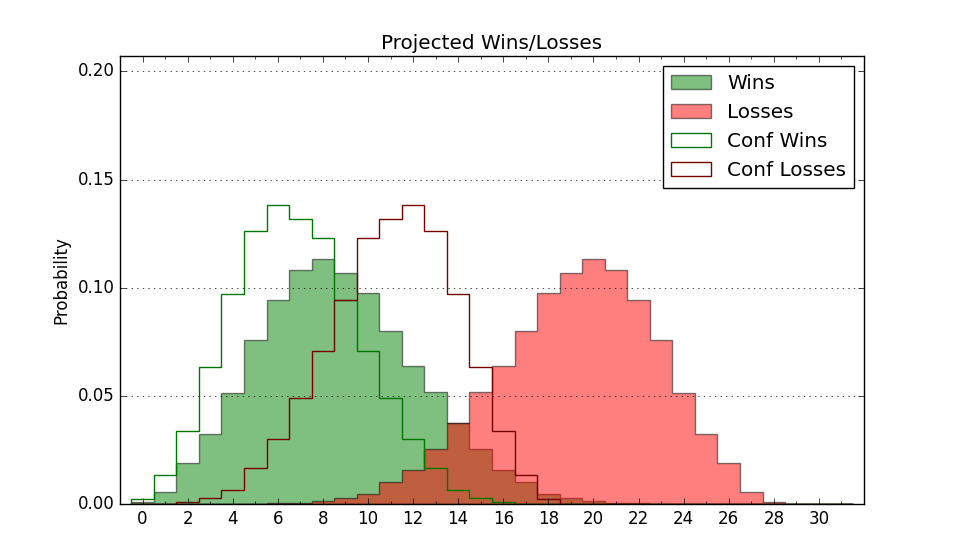 Projected Wins/Losses
Wins
Losses
Conf Wins
Conf Losses
Probability
0.20
0.15
0.10
0.05
0.00
0 2 4 6 8 10 12 14 16 18 20 22 24 26 28 30